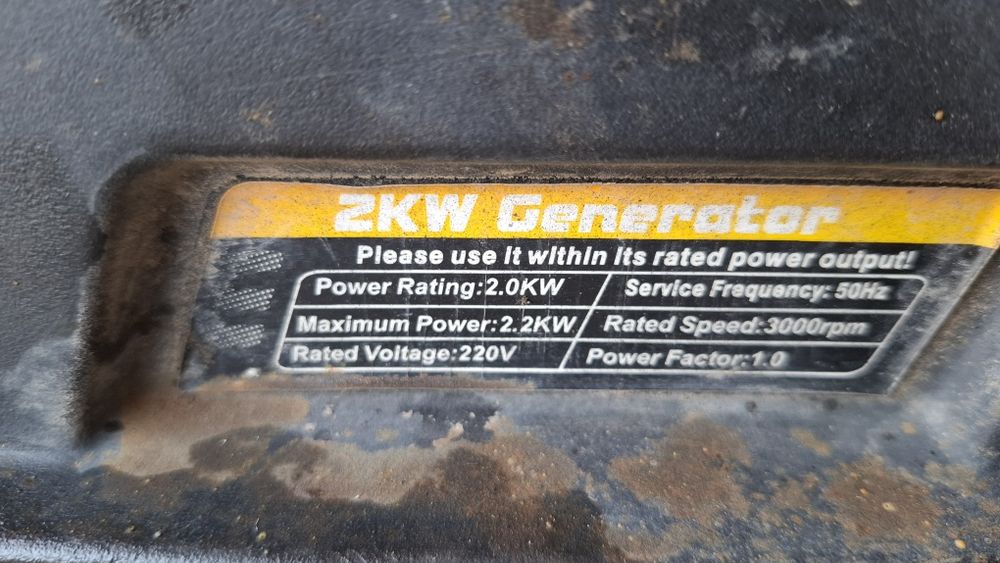 2KW Generator
Please use it within its rated power output!
Power Rating:2.0KW Service Frequency: 50Hz
Maximum Power:2.2KW Rated Speed:3000rpm
Rated Voltage:220V Power Factor:1.0